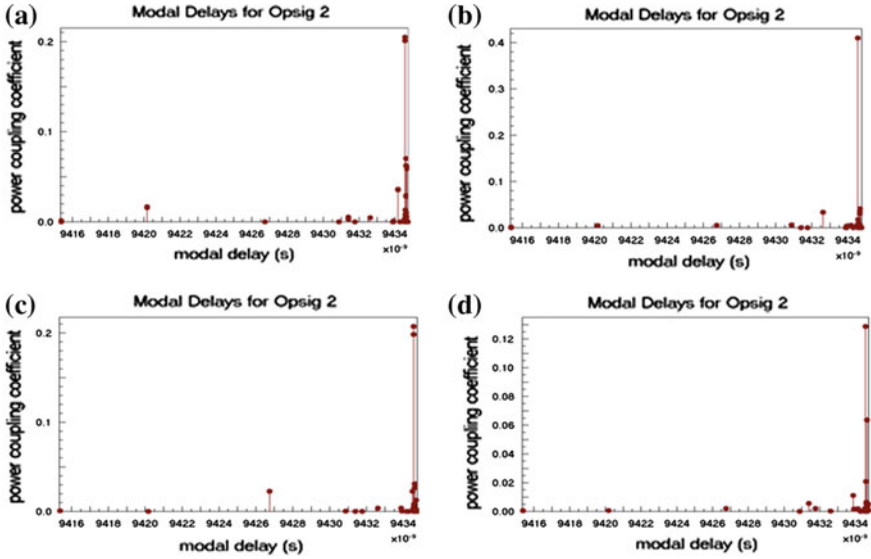 (a)
Modal Delays for Opsig 2
power coupling coefficient
0.2
0.1
0.0
9416 9418 9420 9422 9424 9426 9428 9430 9432 9434
modal delay (s)
x10-9
(b)
Modal Delays for Opsig 2
power coupling coefficient
0.4
0.3
0.2
0.1
0.0
9416 9418 9420 9422 9424 9426 9428 9430 9432 9434
modal delay (s)
x10-9
(c)
Modal Delays for Opsig 2
power coupling coefficient
0.2
0.1
0.0
9416 9418 9420 9422 9424 9426 9428 9430 9432 9434
modal delay (s)
x10-9
(d)
Modal Delays for Opsig 2
power coupling coefficient
0.12
0.10
0.08
0.06
0.04
0.02
0.00
9416 9418 9420 9422 9424 9426 9428 9430 9432 9434
modal delay (s)
x10-9